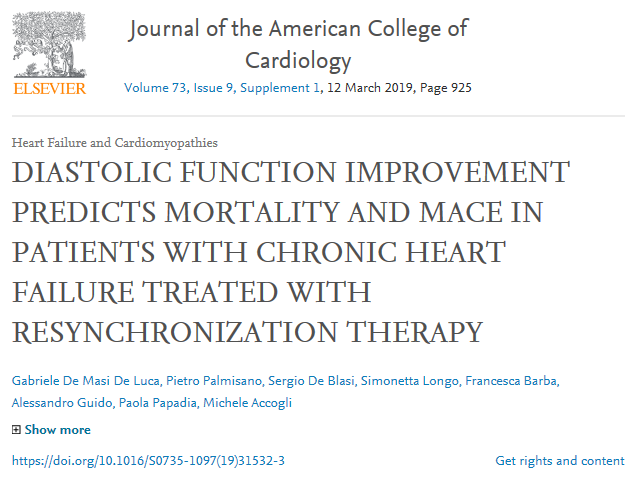 Journal of the American College of
Cardiology
Volume 73, Issue 9, Supplement 1, 12 March 2019, Page 925
ELSEVIER
Heart Failure and Cardiomyopathies
DIASTOLIC FUNCTION IMPROVEMENT
PREDICTS MORTALITY AND MACE IN
PATIENTS WITH CHRONIC HEART
FAILURE TREATED WITH
RESYNCHRONIZATION THERAPY
Gabriele De Masi De Luca, Pietro Palmisano, Sergio De Blasi, Simonetta Longo, Francesca Barba,
Alessandro Guido, Paola Papadia, Michele Accogli
Show more
https://doi.org/10.1016/S0735-1097(19)31532-3 Get rights and content